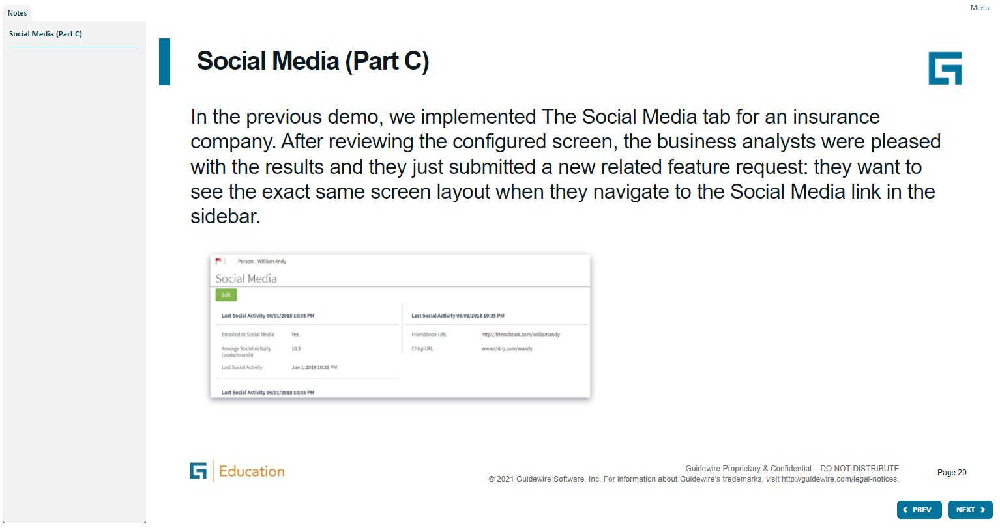 Notes
Menu
Social Media (Part C)
Social Media (Part C)
In the previous demo, we implemented The Social Media tab for an insurance
company. After reviewing the configured screen, the business analysts were pleased
with the results and they just submitted a new related feature request: they want to
see the exact same screen layout when they navigate to the Social Media link in the
sidebar.
Person: William Andy
Social Media
Edit
Last Social Activity 06/01/2018 10:35 PM
Enrolled In Social Media Yes
Average Social Activity 10.5
(posts/month)
Last Social Activity Jun 1, 2018 10:35 PM
Last Social Activity 06/01/2018 10:35 PM
Last Social Activity 06/01/2018 10:35 PM
Friendbook URL http://friendbook.com/williamandy
Chirp URL www.chirp.com/wandy
Education
Guidewire Proprietary & Confidential – DO NOT DISTRIBUTE
© 2021 Guidewire Software, Inc. For information about Guidewire's trademarks, visit http://guidewire.com/legal-notices.
Page 20
PREV
NEXT